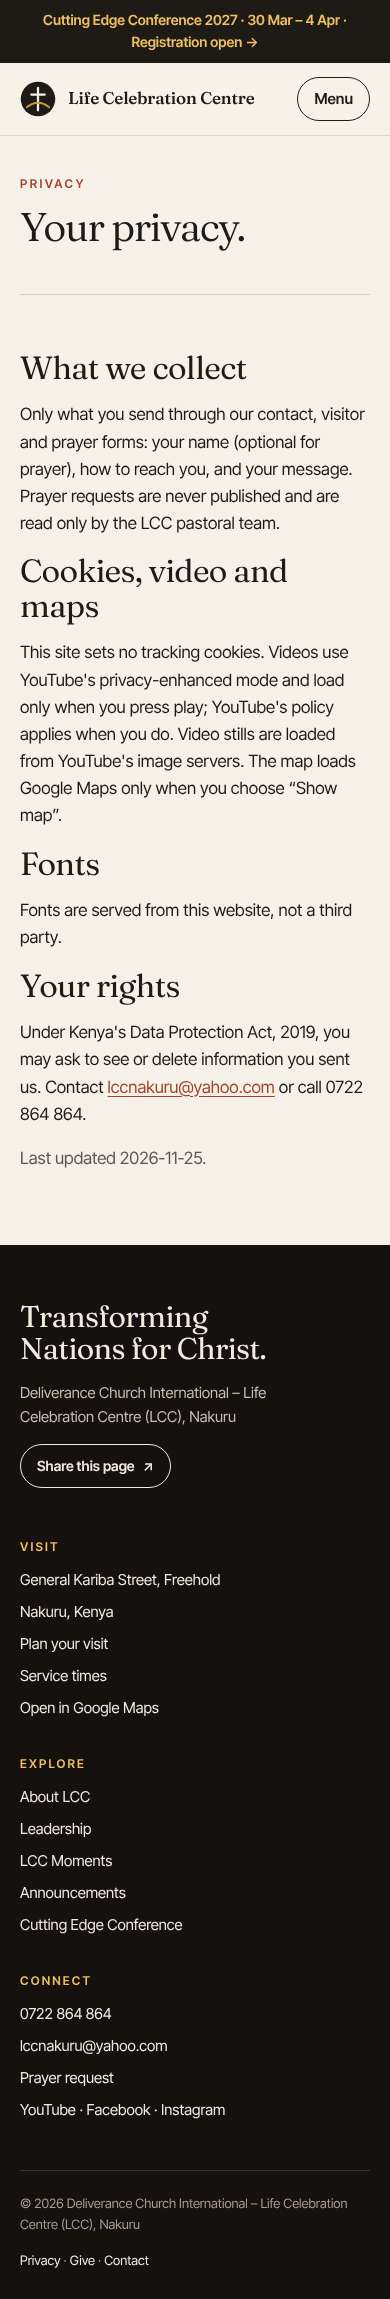 Cutting Edge Conference 2027 · 30 Mar – 4 Apr ·
Registration open →
Life Celebration Centre
Menu
PRIVACY
Your privacy.
What we collect
Only what you send through our contact, visitor
and prayer forms: your name (optional for
prayer), how to reach you, and your message.
Prayer requests are never published and are
read only by the LCC pastoral team.
Cookies, video and
maps
This site sets no tracking cookies. Videos use
YouTube's privacy-enhanced mode and load
only when you press play; YouTube's policy
applies when you do. Video stills are loaded
from YouTube's image servers. The map loads
Google Maps only when you choose “Show
map”.
Fonts
Fonts are served from this website, not a third
party.
Your rights
Under Kenya's Data Protection Act, 2019, you
may ask to see or delete information you sent
us. Contact lccnakuru@yahoo.com or call 0722
864 864.
Last updated 2026-11-25.
Transforming
Nations for Christ.
Deliverance Church International – Life
Celebration Centre (LCC), Nakuru
Share this page ↗
VISIT
General Kariba Street, Freehold
Nakuru, Kenya
Plan your visit
Service times
Open in Google Maps
EXPLORE
About LCC
Leadership
LCC Moments
Announcements
Cutting Edge Conference
CONNECT
0722 864 864
lccnakuru@yahoo.com
Prayer request
YouTube · Facebook · Instagram
© 2026 Deliverance Church International – Life Celebration
Centre (LCC), Nakuru
Privacy · Give · Contact